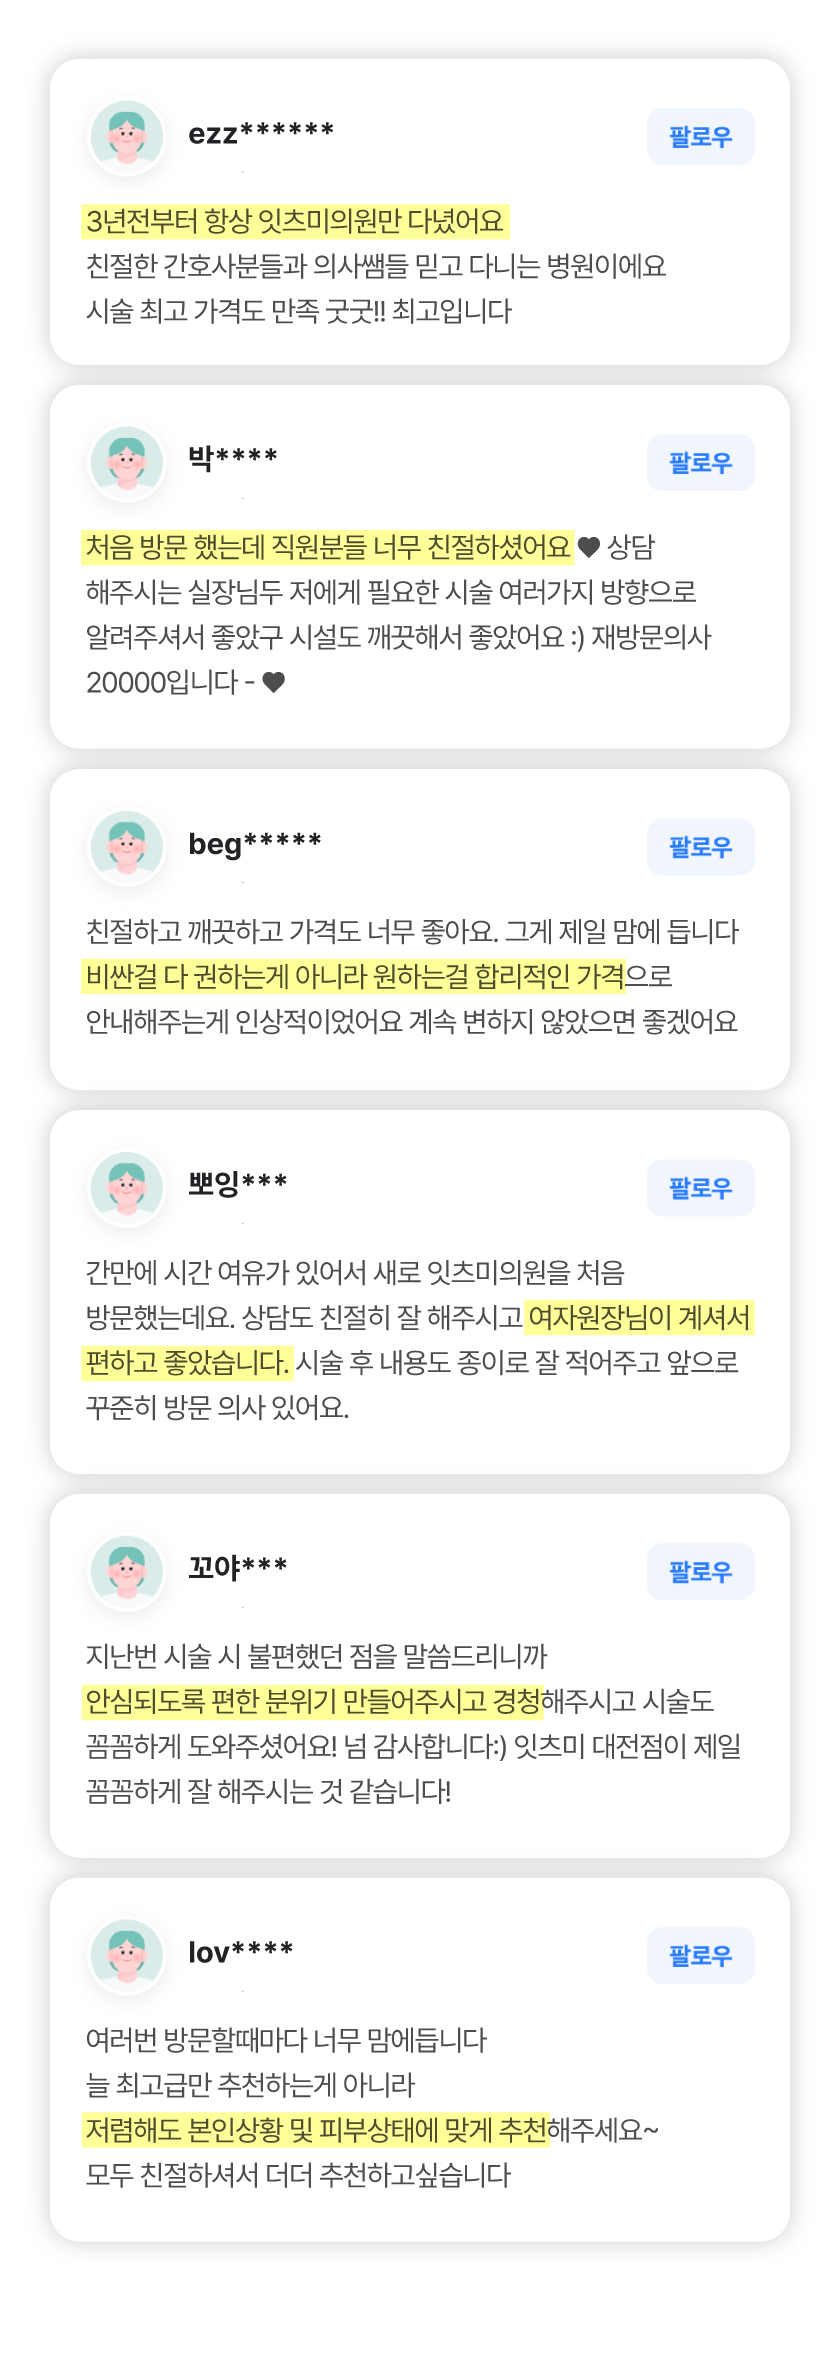 ezz******
팔로우
3년전부터 항상 잇츠미의원만 다녔어요
친절한 간호사분들과 의사쌤들 믿고 다니는 병원이에요
시술 최고 가격도 만족 굿굿!! 최고입니다
박****
팔로우
처음 방문 했는데 직원분들 너무 친절하셨어요 ♥ 상담
해주시는 실장님두 저에게 필요한 시술 여러가지 방향으로
알려주셔서 좋았구 시설도 깨끗해서 좋았어요 :) 재방문의사
20000입니다 - ♥
beg*****
팔로우
친절하고 깨끗하고 가격도 너무 좋아요. 그게 제일 맘에 듭니다
비싼걸 다 권하는게 아니라 원하는걸 합리적인 가격으로
안내해주는게 인상적이었어요 계속 변하지 않았으면 좋겠어요
뽀잉***
팔로우
간만에 시간 여유가 있어서 새로 잇츠미의원을 처음
방문했는데요. 상담도 친절히 잘 해주시고 여자원장님이 계셔서
편하고 좋았습니다. 시술 후 내용도 종이로 잘 적어주고 앞으로
꾸준히 방문 의사 있어요.
꼬야***
팔로우
지난번 시술 시 불편했던 점을 말씀드리니까
안심되도록 편한 분위기 만들어주시고 경청해주시고 시술도
꼼꼼하게 도와주셨어요! 넘 감사합니다:) 잇츠미 대전점이 제일
꼼꼼하게 잘 해주시는 것 같습니다!
lov****
팔로우
여러번 방문할때마다 너무 맘에듭니다
늘 최고급만 추천하는게 아니라
저렴해도 본인상황 및 피부상태에 맞게 추천해주세요~
모두 친절하셔서 더더 추천하고싶습니다